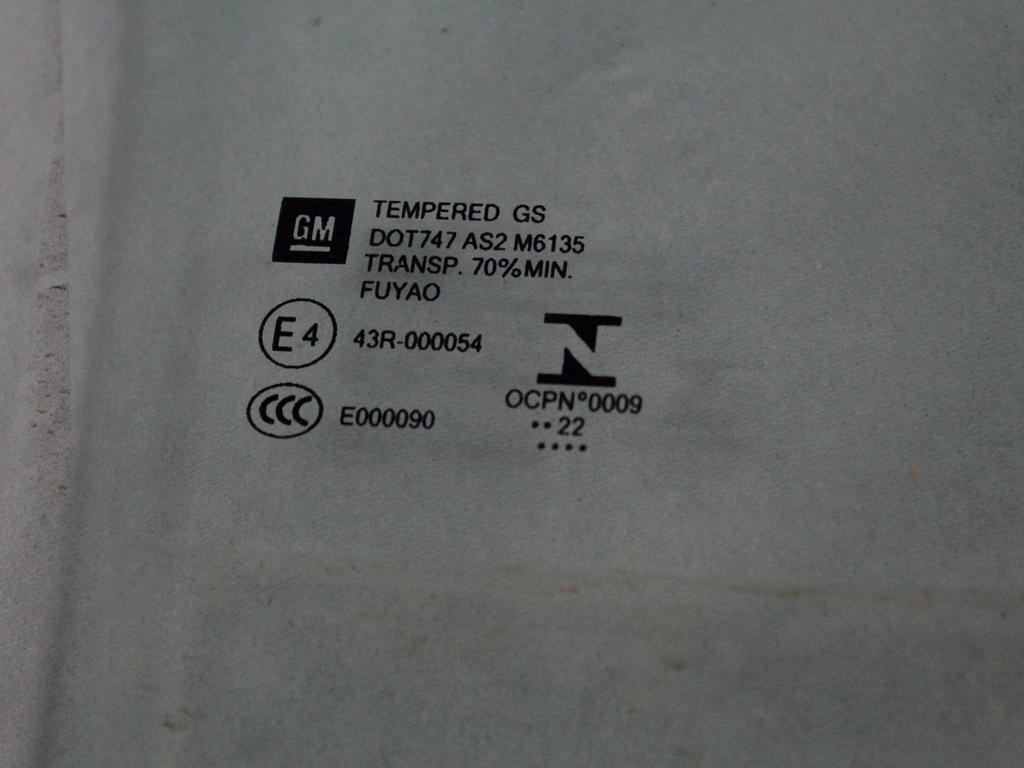 GM
TEMPERED GS
DOT747 AS2 M6135
TRANSP. 70%MIN.
FUYAO
E4 43R-000054
CCC E000090
OCPN°0009
••22
••••